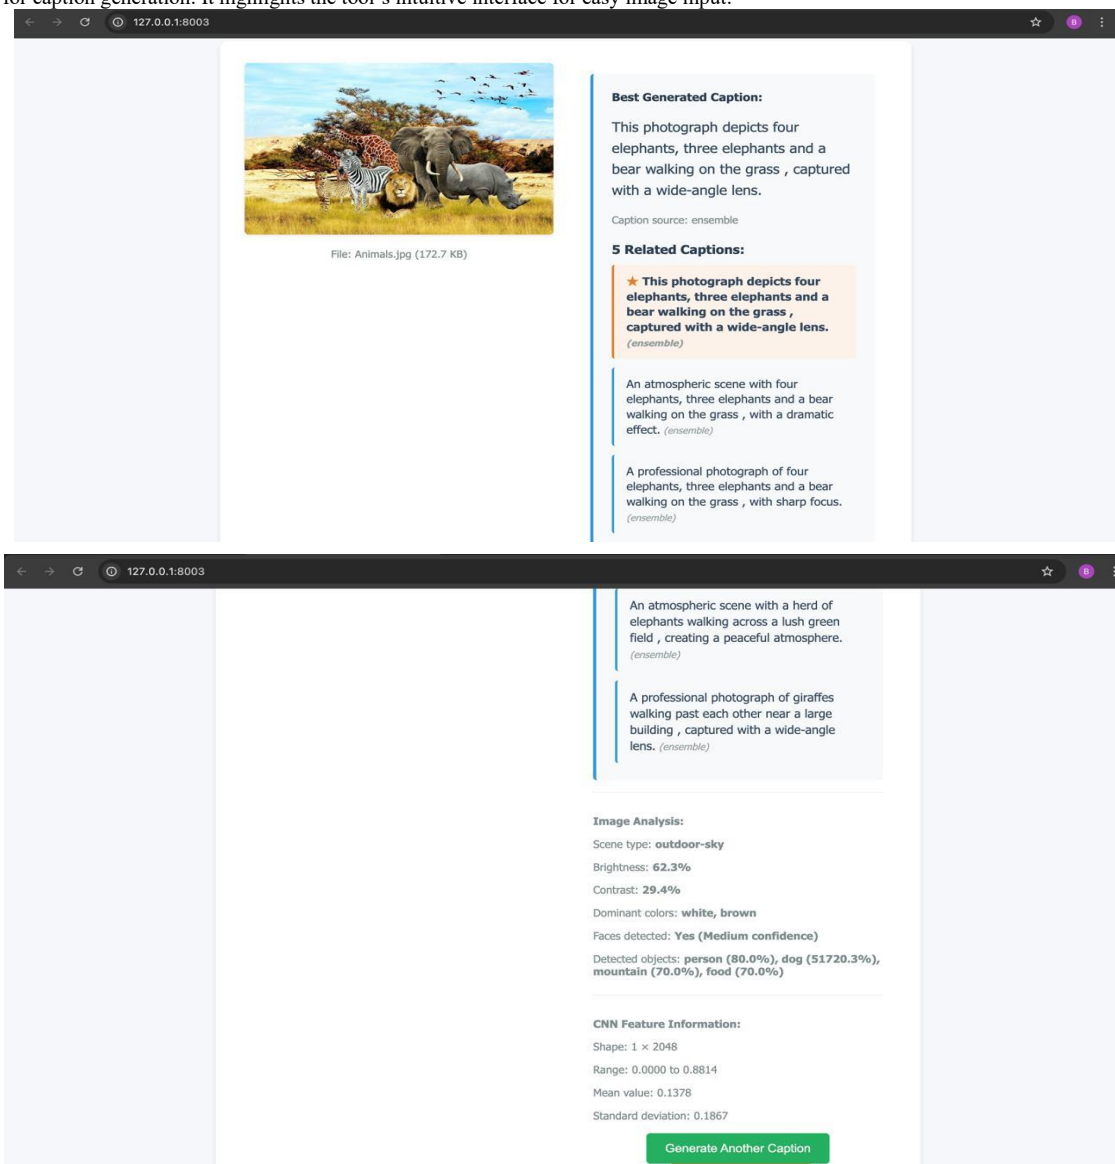 for caption generation. It highlights the tool's intuitive interface for easy image input.
127.0.0.1:8003
B
File: Animals.jpg (172.7 KB)
Best Generated Caption:
This photograph depicts four
elephants, three elephants and a
bear walking on the grass , captured
with a wide-angle lens.
Caption source: ensemble
5 Related Captions:
★ This photograph depicts four
elephants, three elephants and a
bear walking on the grass ,
captured with a wide-angle lens.
(ensemble)
An atmospheric scene with four
elephants, three elephants and a bear
walking on the grass , with a dramatic
effect. (ensemble)
A professional photograph of four
elephants, three elephants and a bear
walking on the grass , with sharp focus.
(ensemble)
127.0.0.1:8003
B
An atmospheric scene with a herd of
elephants walking across a lush green
field , creating a peaceful atmosphere.
(ensemble)
A professional photograph of giraffes
walking past each other near a large
building , captured with a wide-angle
lens. (ensemble)
Image Analysis:
Scene type: outdoor-sky
Brightness: 62.3%
Contrast: 29.4%
Dominant colors: white, brown
Faces detected: Yes (Medium confidence)
Detected objects: person (80.0%), dog (51720.3%),
mountain (70.0%), food (70.0%)
CNN Feature Information:
Shape: 1 × 2048
Range: 0.0000 to 0.8814
Mean value: 0.1378
Standard deviation: 0.1867
Generate Another Caption